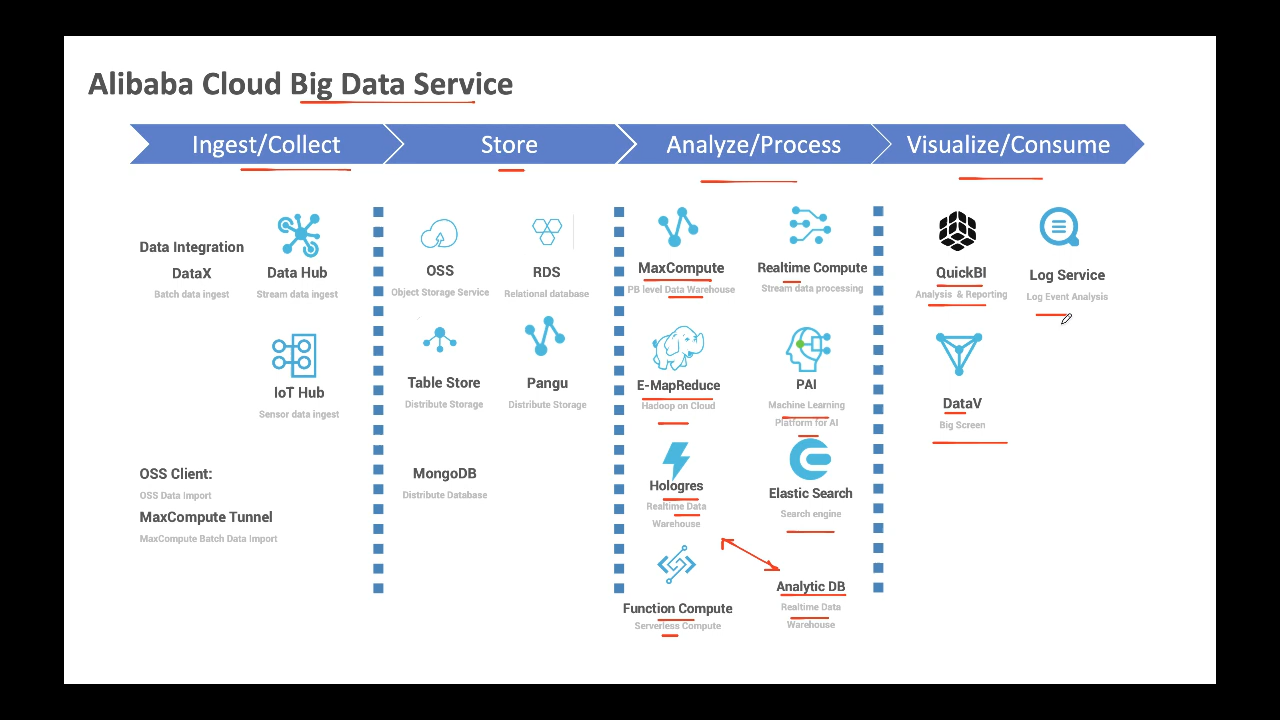 Alibaba Cloud Big Data Service
Ingest/Collect
Store
Analyze/Process
Visualize/Consume
Data Integration
DataX
Batch data ingest
Data Hub
Stream data ingest
IoT Hub
Sensor data ingest
OSS Client:
OSS Data Import
MaxCompute Tunnel
MaxCompute Batch Data Import
OSS
Object Storage Service
RDS
Relational database
Table Store
Distribute Storage
Pangu
Distribute Storage
MongoDB
Distribute Database
MaxCompute
PB level Data Warehouse
Realtime Compute
Stream data processing
E-MapReduce
Hadoop on Cloud
PAI
Machine Learning
Platform for AI
Hologres
Realtime Data
Warehouse
Elastic Search
Search engine
Function Compute
Serverless Compute
Analytic DB
Realtime Data
Warehouse
QuickBI
Analysis & Reporting
Log Service
Log Event Analysis
DataV
Big Screen